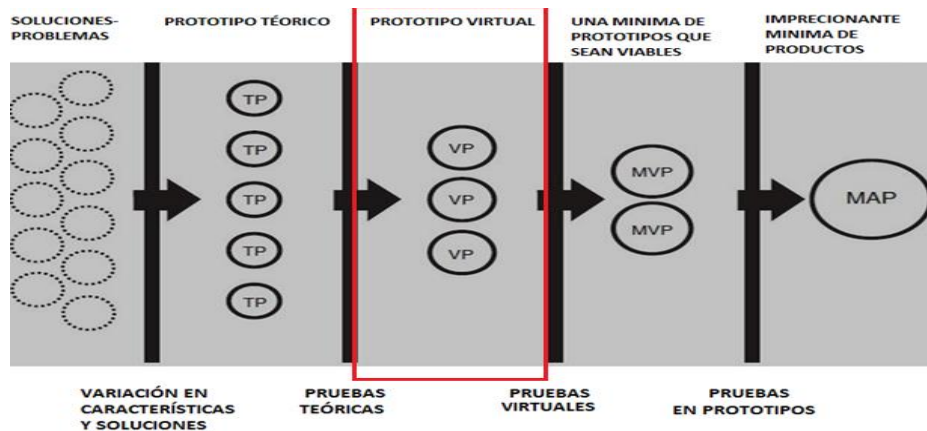 SOLUCIONES-
PROBLEMAS
PROTOTIPO TÉORICO
PROTOTIPO VIRTUAL
UNA MINIMA DE
PROTOTIPOS QUE
SEAN VIABLES
IMPRECIONANTE
MINIMA DE
PRODUCTOS
TP
TP
TP
TP
TP
VP
VP
VP
MVP
MVP
MAP
VARIACIÓN EN
CARACTERÍSTICAS
Y SOLUCIONES
PRUEBAS
TEÓRICAS
PRUEBAS
VIRTUALES
PRUEBAS
EN PROTOTIPOS